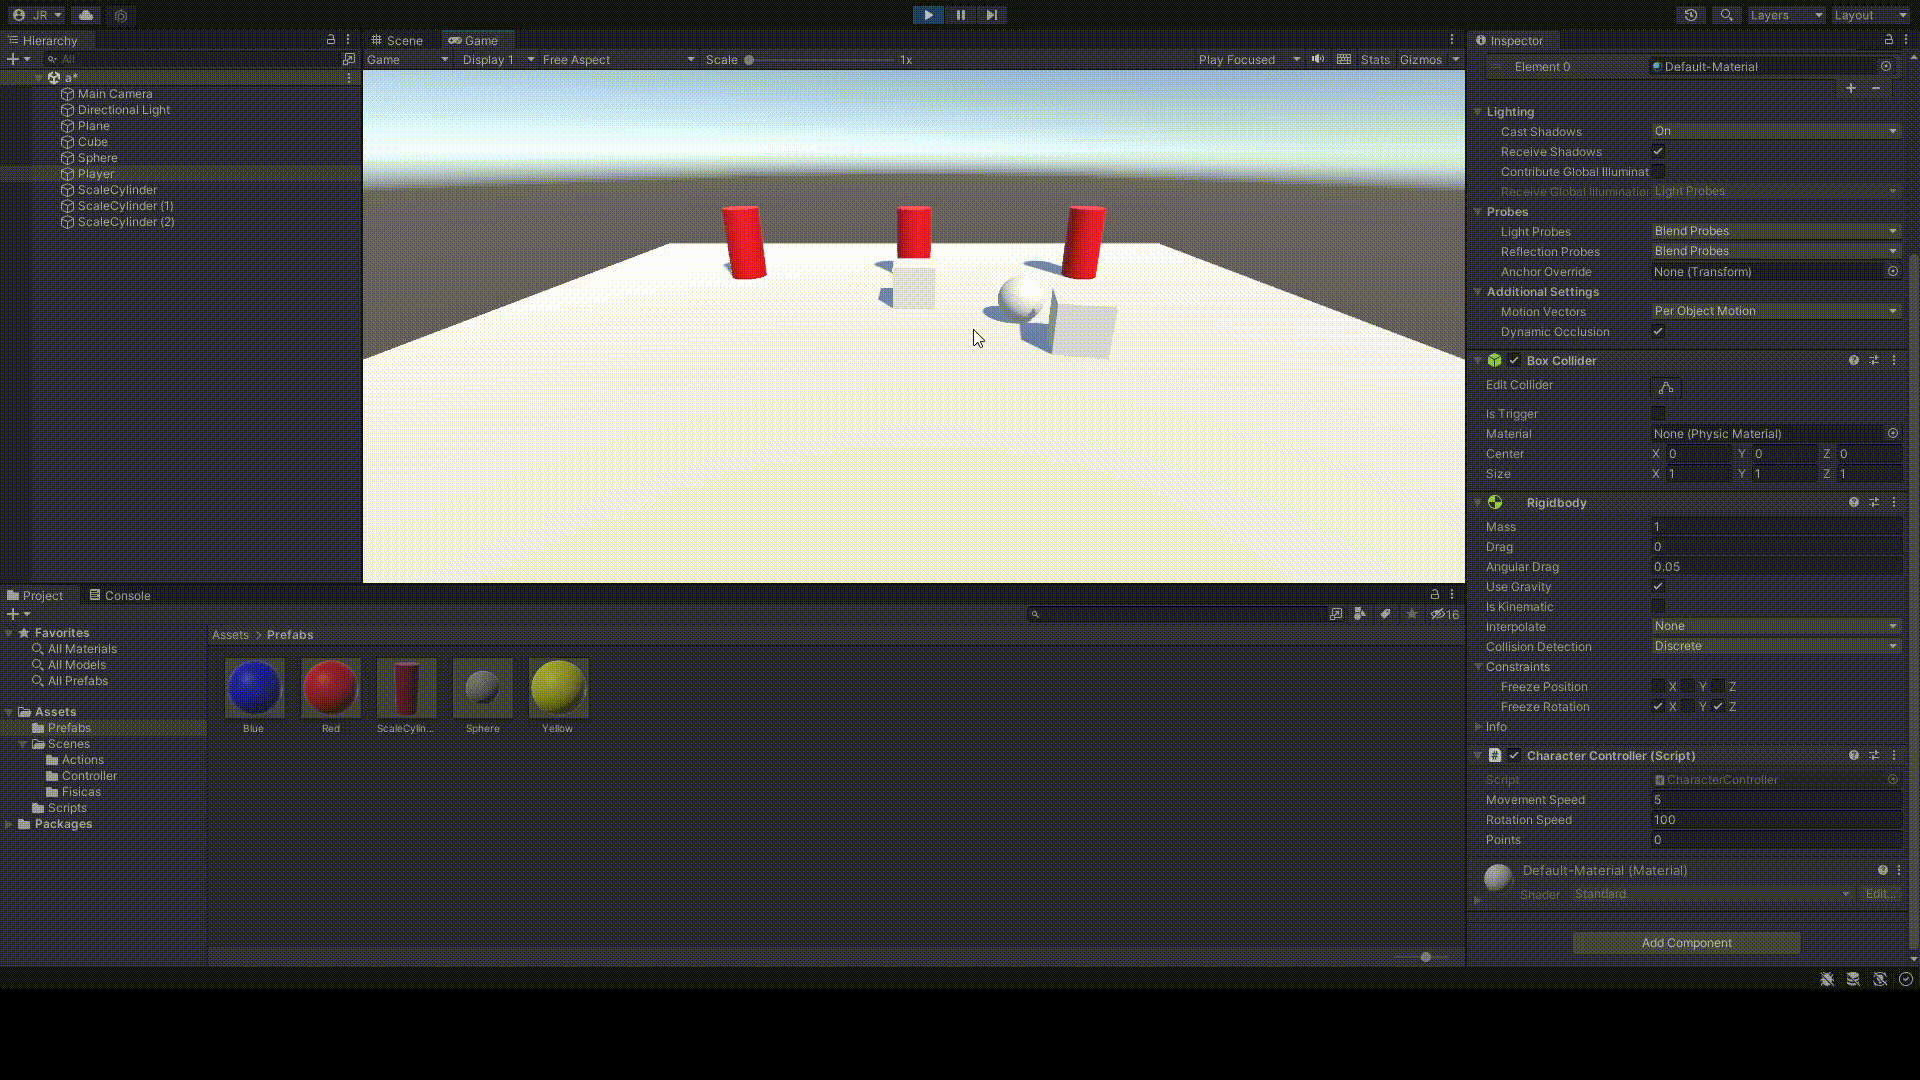 JR
Layers
Layout
Hierarchy
All
a*
Main Camera
Directional Light
Plane
Cube
Sphere
Player
ScaleCylinder
ScaleCylinder (1)
ScaleCylinder (2)
Scene
Game
Game
Display 1
Free Aspect
Scale
1x
Play Focused
Stats
Gizmos
Inspector
Element 0
Default-Material
Lighting
Cast Shadows
On
Receive Shadows
Contribute Global Illuminat
Receive Global Illumination
Light Probes
Probes
Light Probes
Blend Probes
Reflection Probes
Blend Probes
Anchor Override
None (Transform)
Additional Settings
Motion Vectors
Per Object Motion
Dynamic Occlusion
Box Collider
Edit Collider
Is Trigger
Material
None (Physic Material)
Center
X 0 Y 0 Z 0
Size
X 1 Y 1 Z 1
Rigidbody
Mass
1
Drag
0
Angular Drag
0.05
Use Gravity
Is Kinematic
Interpolate
None
Collision Detection
Discrete
Constraints
Freeze Position
X Y Z
Freeze Rotation
X Y Z
Info
Character Controller (Script)
Script
CharacterController
Movement Speed
5
Rotation Speed
100
Points
0
Default-Material (Material)
Shader
Standard
Edit...
Add Component
Project
Console
16
Favorites
All Materials
All Models
All Prefabs
Assets
Prefabs
Scenes
Actions
Controller
Fisicas
Scripts
Packages
Assets > Prefabs
Blue
Red
ScaleCylin...
Sphere
Yellow